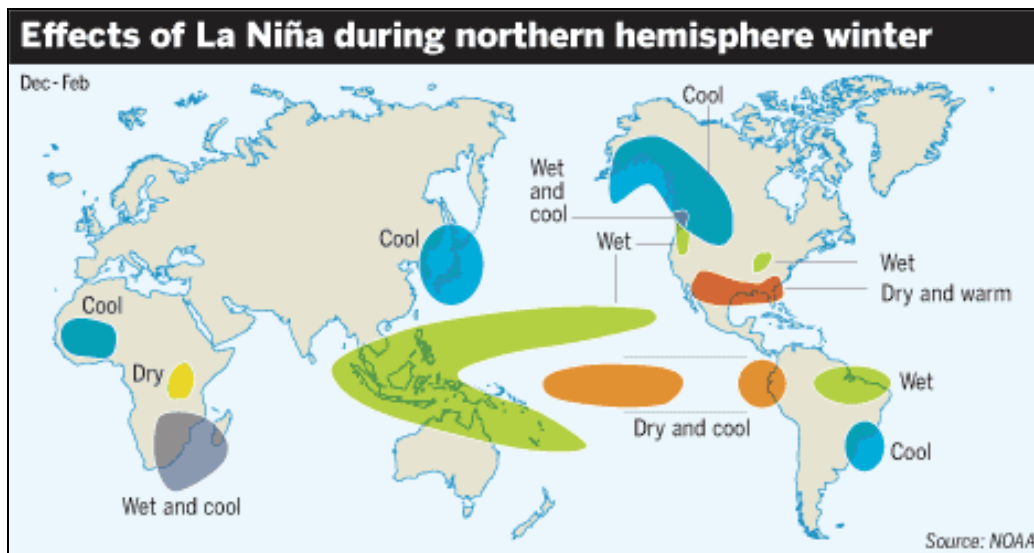 Effects of La Niña during northern hemisphere winter
Dec - Feb
Cool
Wet
and
cool
Cool
Wet
Wet
Dry and warm
Cool
Dry
Wet
Dry and cool
Cool
Wet and cool
Source: NOAA